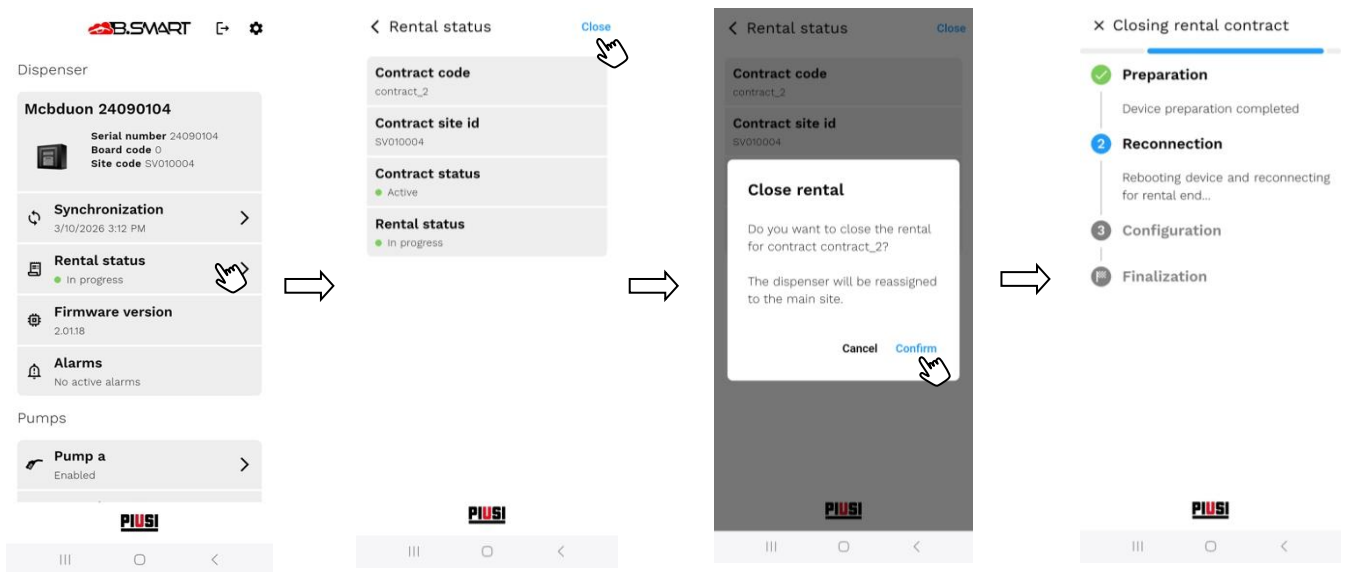 B.SMART
Dispenser
Mcbduon 24090104
Serial number 24090104
Board code 0
Site code SV010004
Synchronization
3/10/2026 3:12 PM
Rental status
In progress
Firmware version
2.01.18
Alarms
No active alarms
Pumps
Pump a
Enabled
PIUSI
Rental status
Close
Contract code
contract_2
Contract site id
SV010004
Contract status
Active
Rental status
In progress
PIUSI
Rental status
Close
Contract code
contract_2
Contract site id
SV010004
Close rental
Do you want to close the rental
for contract contract_2?
The dispenser will be reassigned
to the main site.
Cancel Confirm
PIUSI
Closing rental contract
Preparation
Device preparation completed
2 Reconnection
Rebooting device and reconnecting
for rental end...
3 Configuration
Finalization
PIUSI